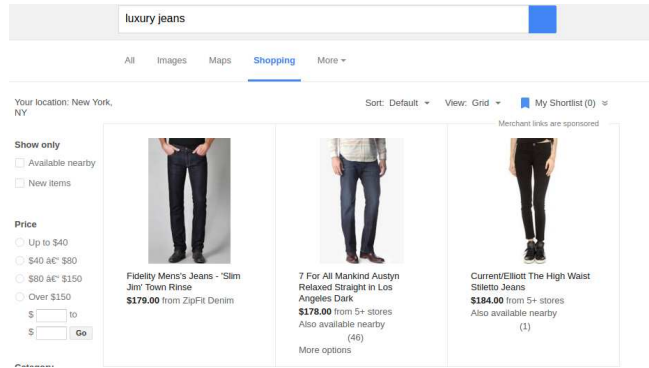 luxury jeans
All Images Maps Shopping More
Your location: New York,
NY
Sort: Default View: Grid My Shortlist (0)
Merchant links are sponsored
Show only
Available nearby
New items
Price
Up to $40
$40 â€“ $80
$80 â€“ $150
Over $150
$ to
$ Go
Category
Fidelity Mens's Jeans - 'Slim
Jim' Town Rinse
$179.00 from ZipFit Denim
7 For All Mankind Austyn
Relaxed Straight in Los
Angeles Dark
$178.00 from 5+ stores
Also available nearby
(46)
More options
Current/Elliott The High Waist
Stiletto Jeans
$184.00 from 5+ stores
Also available nearby
(1)